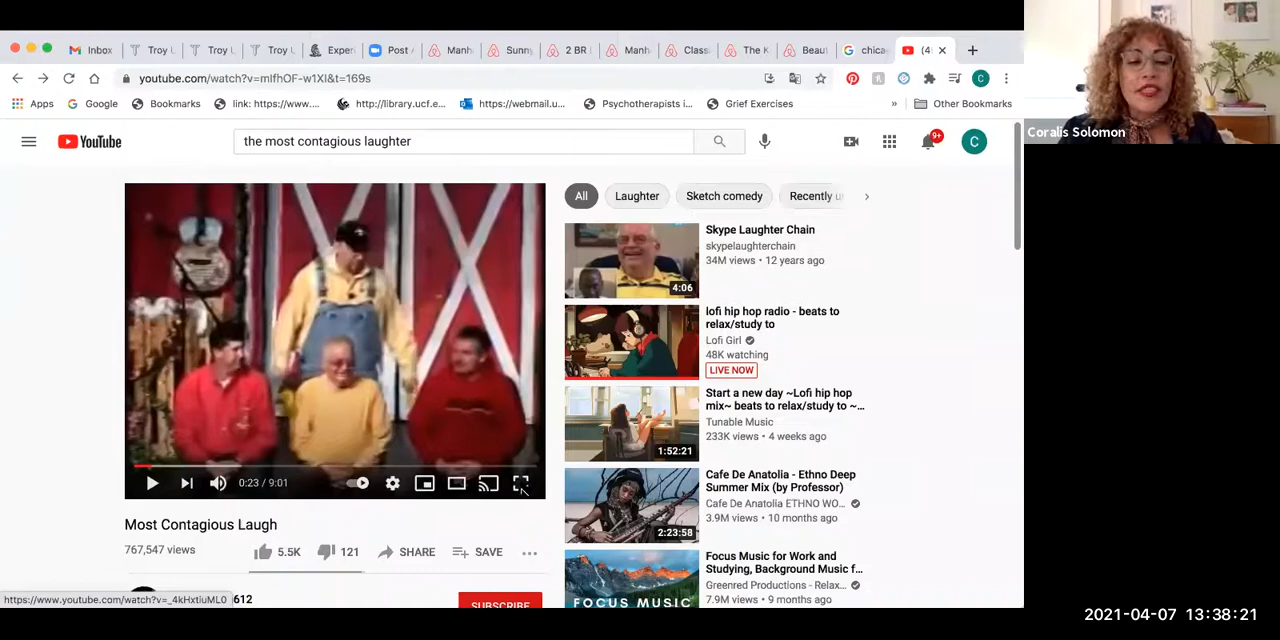 Inbox
Troy U
Troy U
Troy U
Exper
Post A
Manh
Sunny
2 BR
Manh
Class
The K
Beaut
chica
(49
youtube.com/watch?v=mlfhOF-w1XI&t=169s
Apps
Google
Bookmarks
link: https://www....
http://library.ucf.e...
https://webmail.u...
Psychotherapists i...
Grief Exercises
»
Other Bookmarks
YouTube
the most contagious laughter
9+
C
All
Laughter
Sketch comedy
Recently u
Skype Laughter Chain
skypelaughterchain
34M views • 12 years ago
4:06
lofi hip hop radio - beats to
relax/study to
Lofi Girl
48K watching
LIVE NOW
Start a new day ~Lofi hip hop
mix~ beats to relax/study to ~...
Tunable Music
233K views • 4 weeks ago
1:52:21
Cafe De Anatolia - Ethno Deep
Summer Mix (by Professor)
Cafe De Anatolia ETHNO WO...
3.9M views • 10 months ago
2:23:58
Focus Music for Work and
Studying, Background Music f...
Greenred Productions - Relax...
7.9M views • 9 months ago
FOCUS MUSIC
0:23 / 9:01
Most Contagious Laugh
767,547 views
5.5K
121
SHARE
SAVE
...
612
SUBSCRIBE
https://www.youtube.com/watch?v=_4kHxtiuML0
Coralis Solomon
2021-04-07 13:38:21